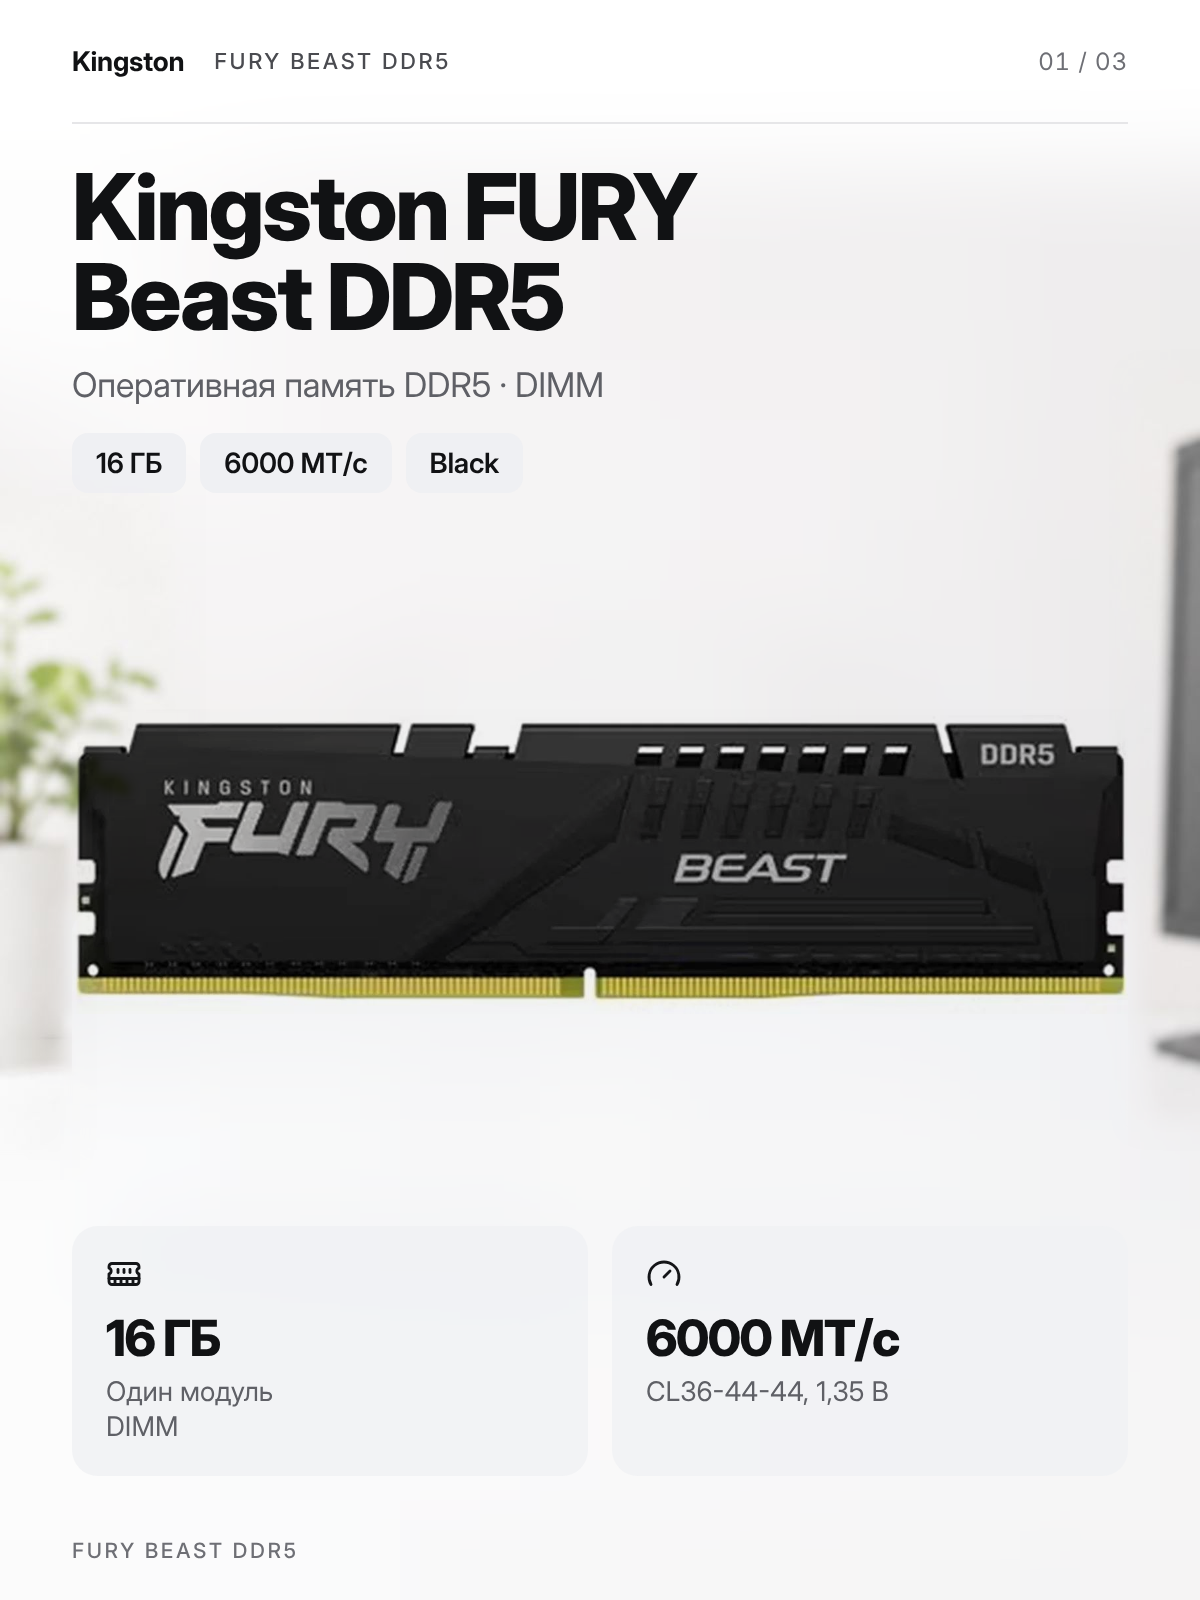 Kingston FURY BEAST DDR5 01 / 03
Kingston FURY
Beast DDR5
Оперативная память DDR5 · DIMM
16 ГБ 6000 МТ/с Black
DDR5
KINGSTON
FURY
BEAST
16 ГБ
Один модуль
DIMM
6000 МТ/с
CL36-44-44, 1,35 В
FURY BEAST DDR5